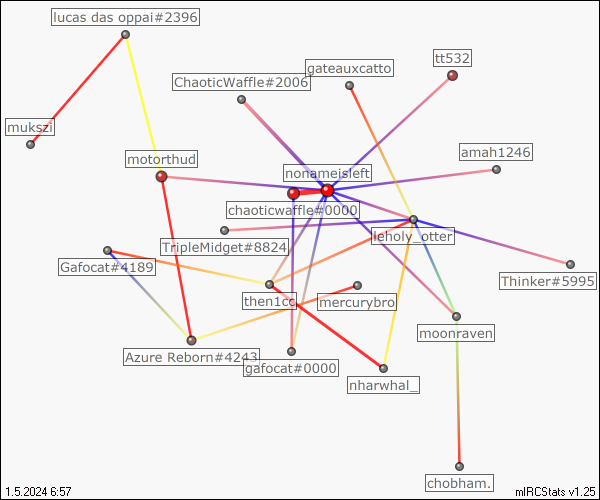 lucas das oppai#2396
tt532
gateauxcatto
ChaoticWaffle#2006
mukszi
amah1246
motorthud
nonameisleft
chaoticwaffle#0000
leholy_otter
TripleMidget#8824
Gafocat#4189
Thinker#5995
then1cc
mercurybro
moonraven
Azure Reborn#4243
gafocat#0000
nharwhal_
chobham.
1.5.2024 6:57
mIRCStats v1.25